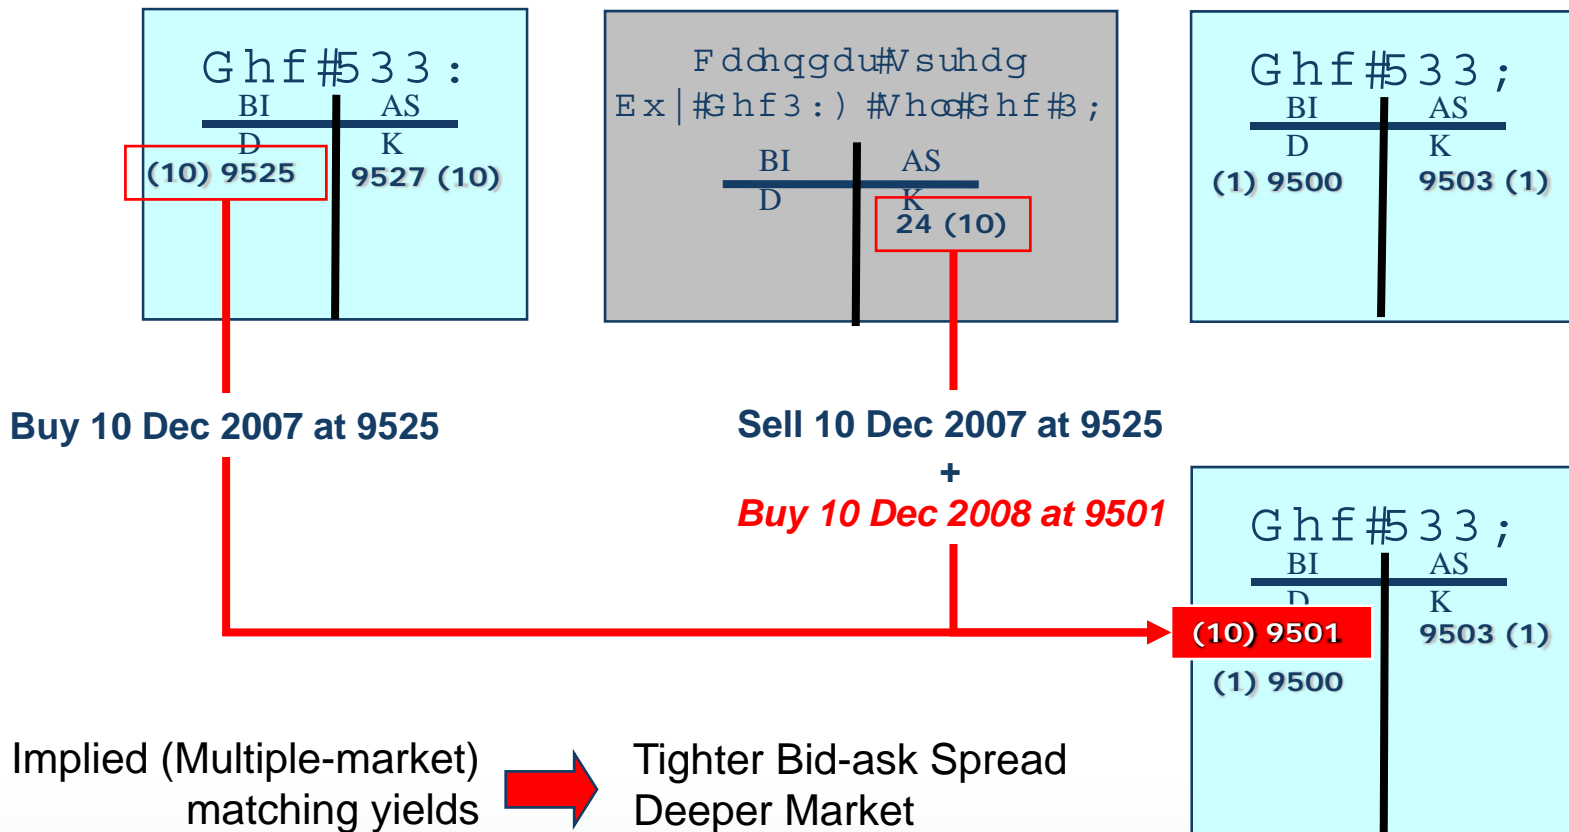 Ghf#533:
BI AS
D K
(10) 9525 9527 (10)
Fdohqgdu#Vsuhdg
Ex|#Ghf3:) #Vhoo#Ghf#3;
BI AS
D K
24 (10)
Ghf#533;
BI AS
D K
(1) 9500 9503 (1)
Buy 10 Dec 2007 at 9525
Sell 10 Dec 2007 at 9525
+
Buy 10 Dec 2008 at 9501
Ghf#533;
BI AS
D K
(10) 9501 9503 (1)
(1) 9500
Implied (Multiple-market)
matching yields
Tighter Bid-ask Spread
Deeper Market